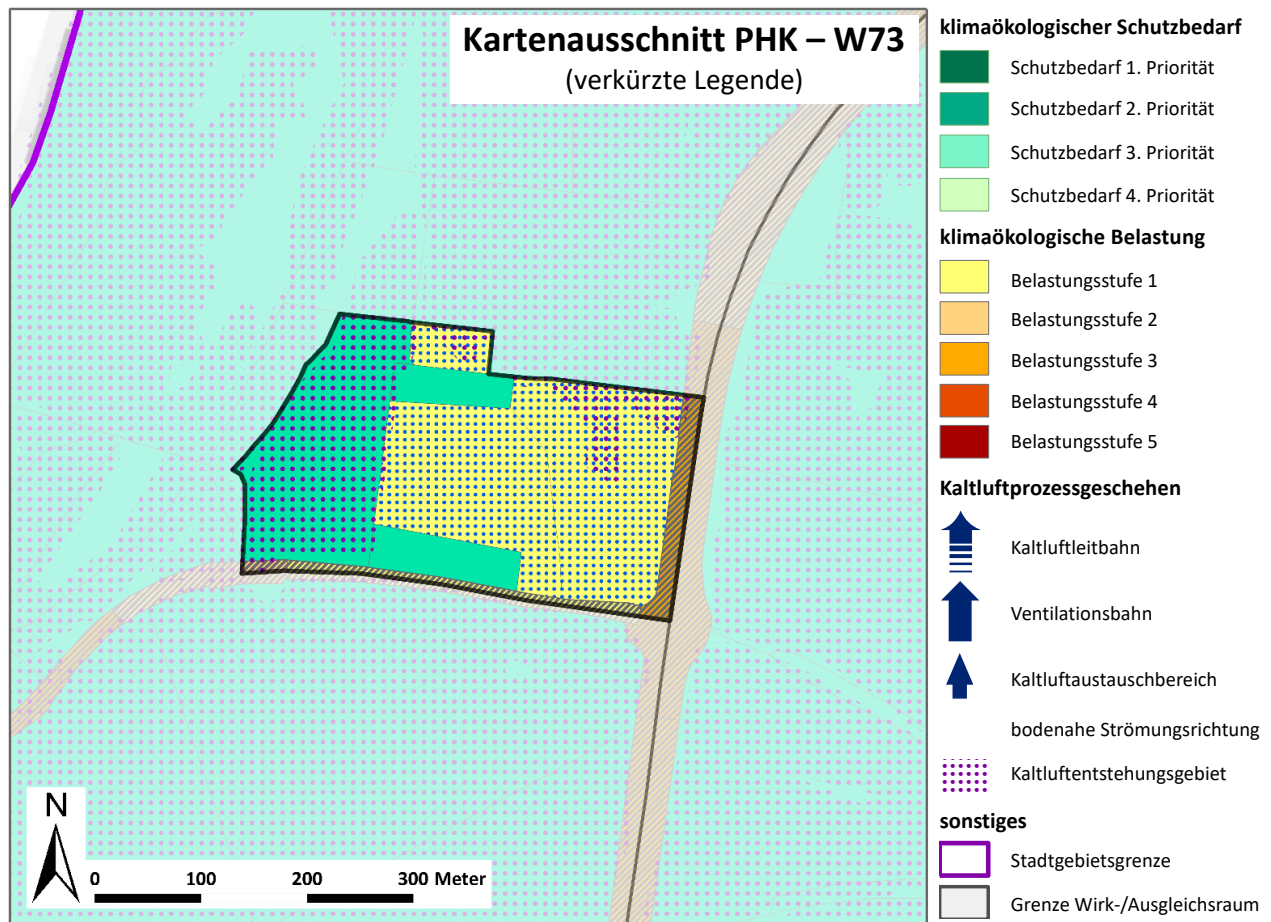 Kartenausschnitt PHK – W73
(verkürzte Legende)
N
0 100 200 300 Meter
klimaökologischer Schutzbedarf
Schutzbedarf 1. Priorität
Schutzbedarf 2. Priorität
Schutzbedarf 3. Priorität
Schutzbedarf 4. Priorität
klimaökologische Belastung
Belastungsstufe 1
Belastungsstufe 2
Belastungsstufe 3
Belastungsstufe 4
Belastungsstufe 5
Kaltluftprozessgeschehen
Kaltluftleitbahn
Ventilationsbahn
Kaltluftaustauschbereich
bodennahe Strömungsrichtung
Kaltluftentstehungsgebiet
sonstiges
Stadtgebietsgrenze
Grenze Wirk-/Ausgleichsraum